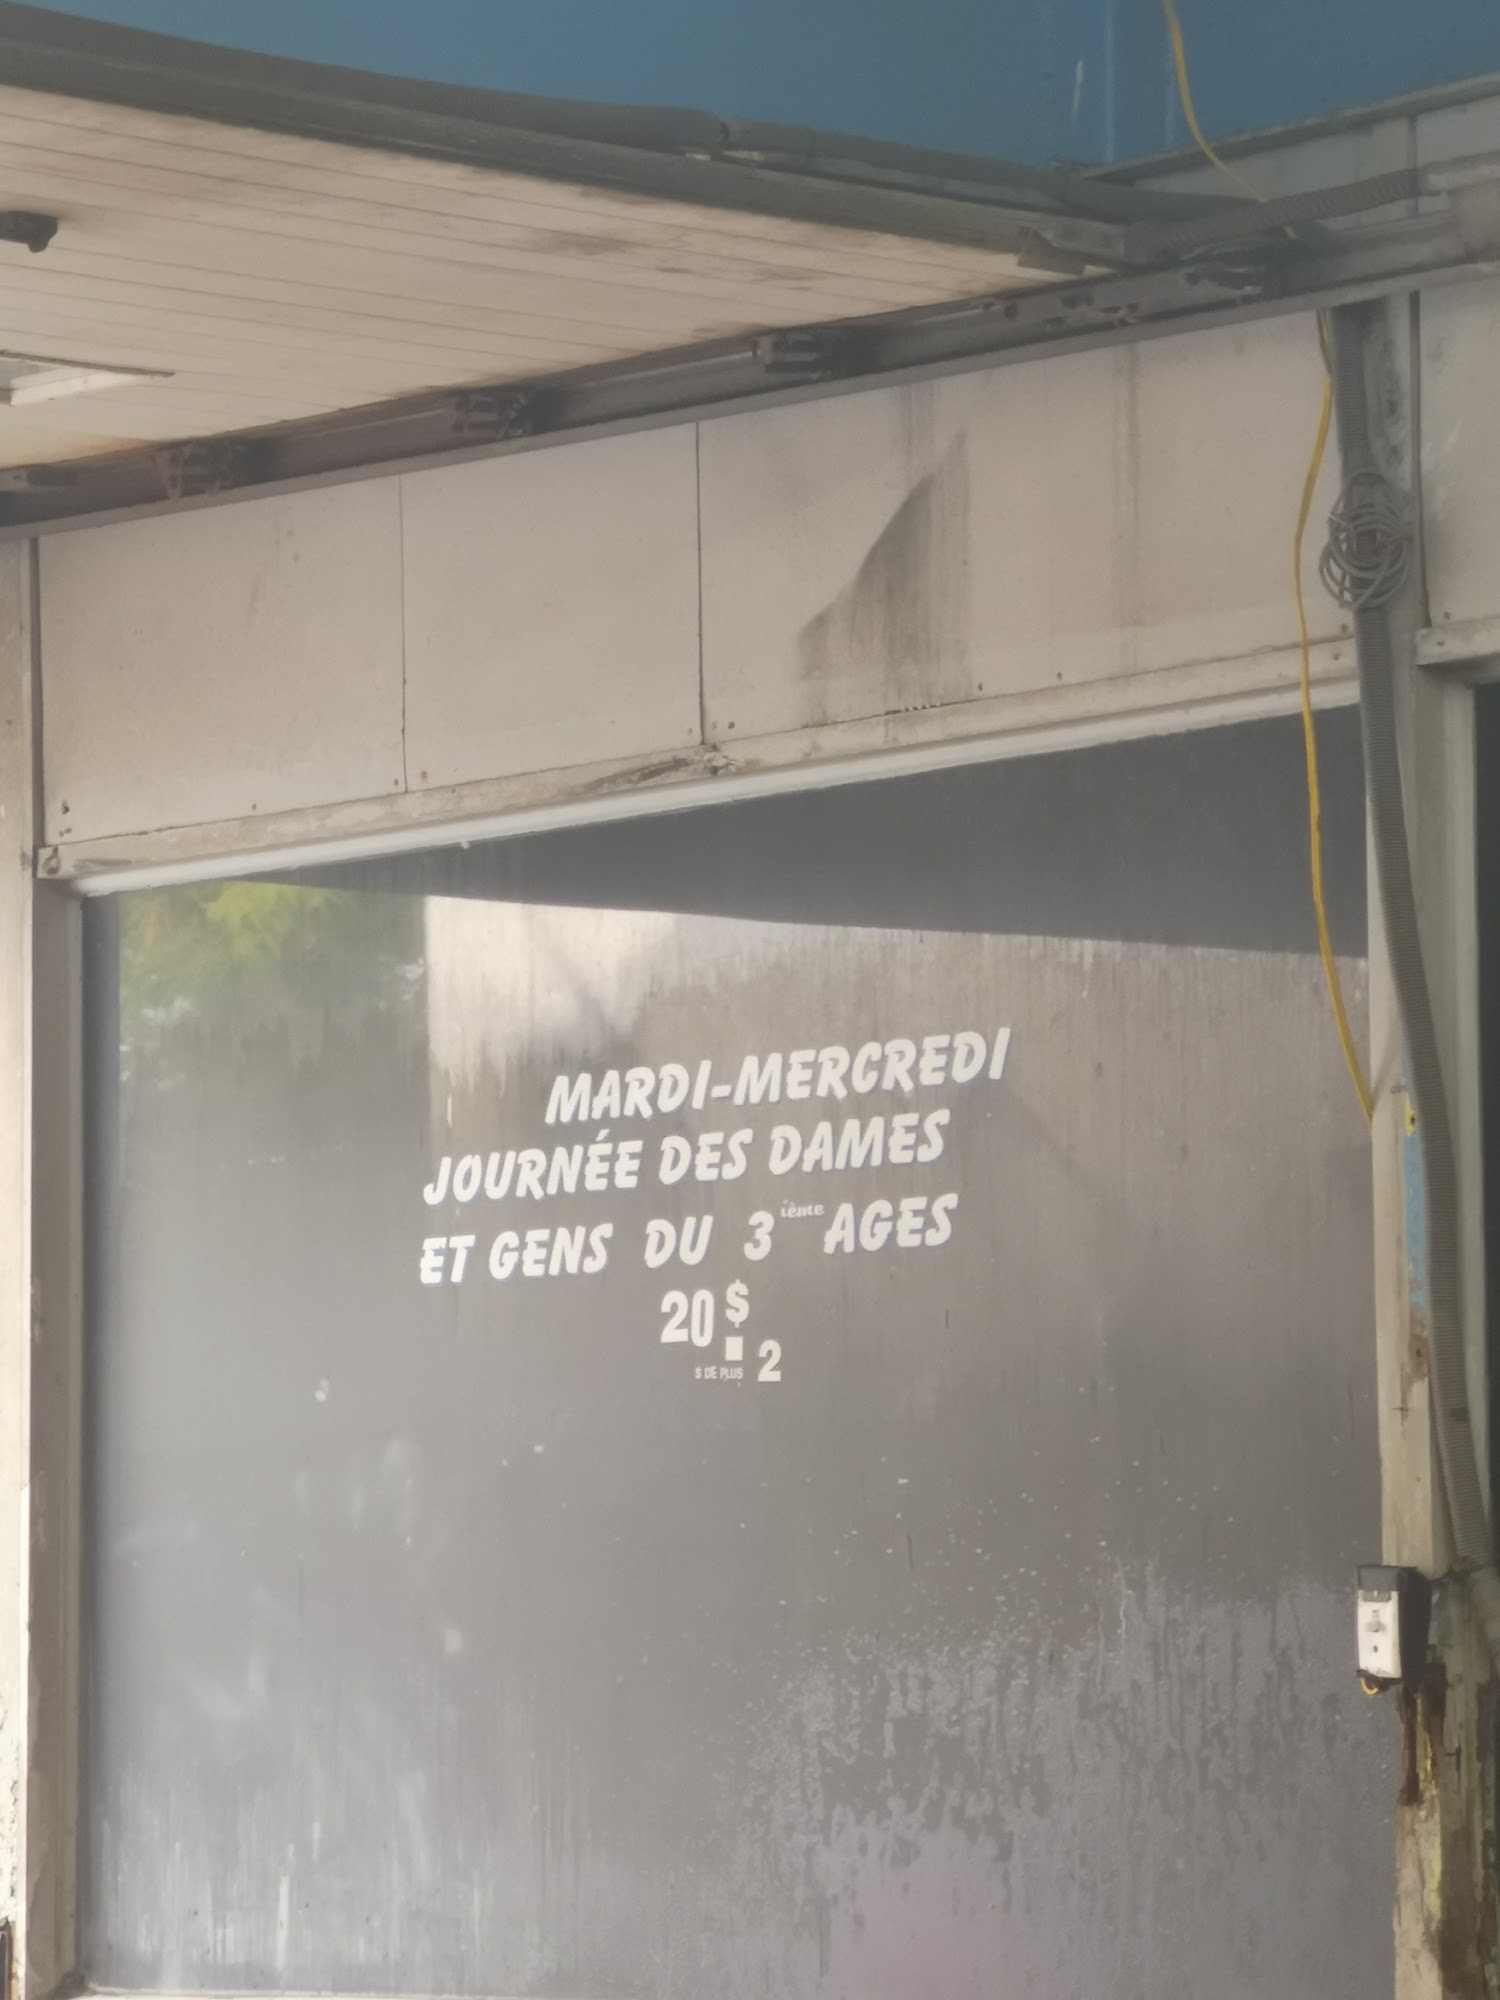 MARDI-MERCREDI
JOURNÉE DES DAMES
ET GENS DU 3ième AGES
20$
S DE PLUS 2